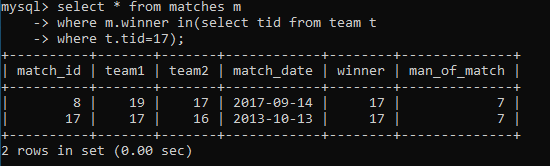 mysql> select * from matches m
    -> where m.winner in(select tid from team t
    -> where t.tid=17);
+----------+-------+-------+------------+--------+--------------+
| match_id | team1 | team2 | match_date | winner | man_of_match |
+----------+-------+-------+------------+--------+--------------+
|        8 |    19 |    17 | 2017-09-14 |     17 |            7 |
|       17 |    17 |    16 | 2013-10-13 |     17 |            7 |
+----------+-------+-------+------------+--------+--------------+
2 rows in set (0.00 sec)